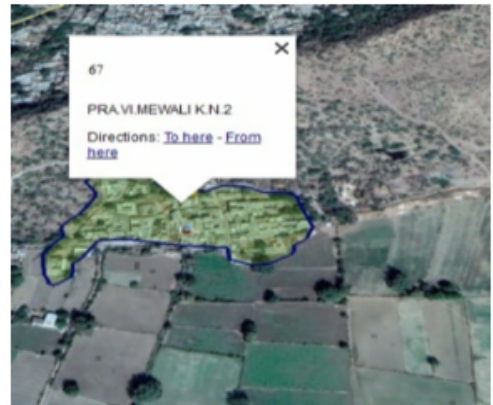 67
PRA.VI.MEWALI K.N.2
Directions: To here - From
here